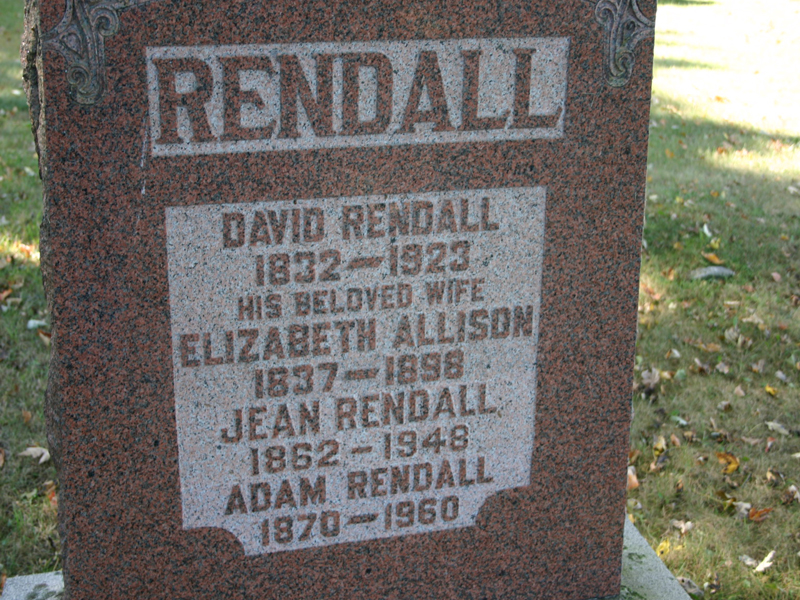 RENDALL
DAVID RENDALL
1832-1923
HIS BELOVED WIFE
ELIZABETH ALLISON
1837-1898
JEAN RENDALL
1862-1948
ADAM RENDALL
1870-1960